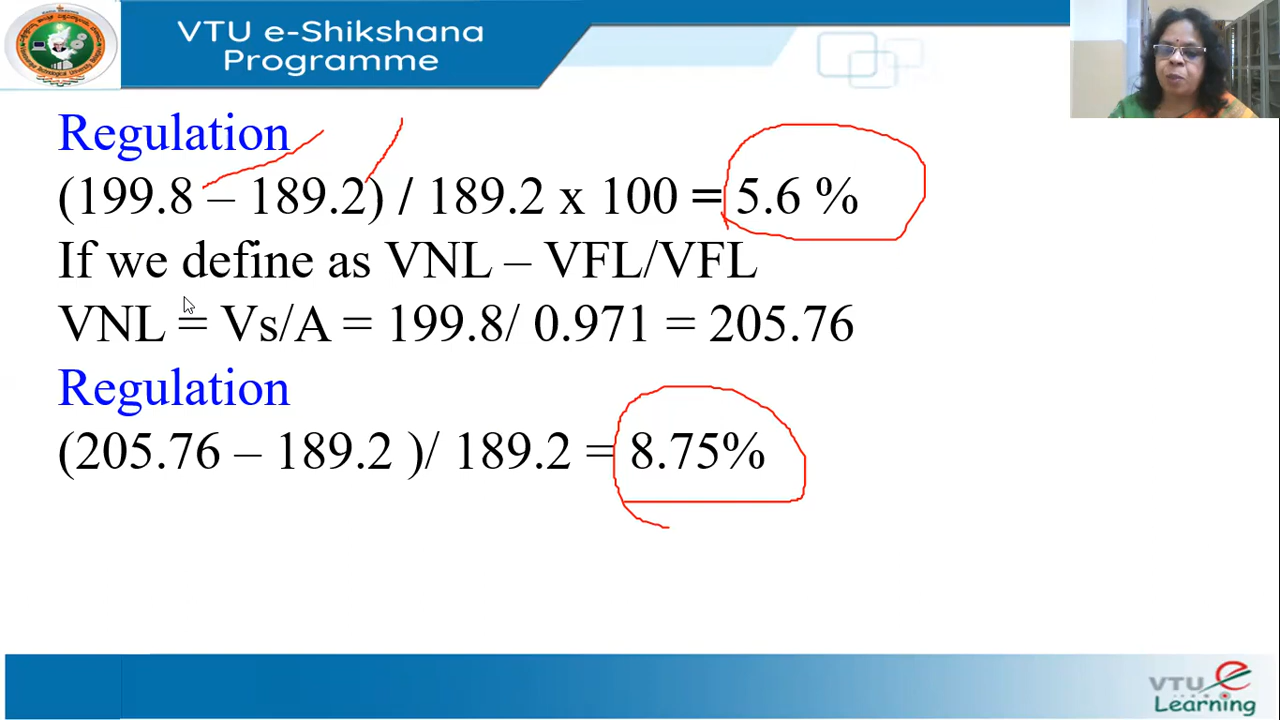 VTU e-Shikshana
Programme
Regulation
(199.8 – 189.2) / 189.2 x 100 = 5.6 %
If we define as VNL – VFL/VFL
VNL = Vs/A = 199.8/ 0.971 = 205.76
Regulation
(205.76 – 189.2 )/ 189.2 = 8.75%
VTU e
Learning